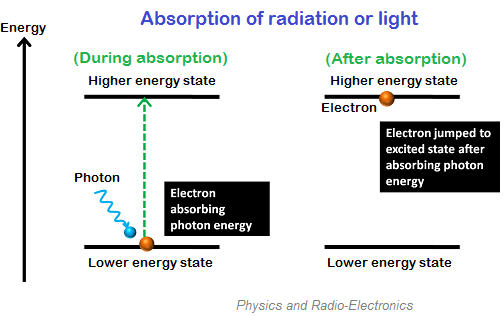 Absorption of radiation or light
Energy
(During absorption)
Higher energy state
Photon
Electron
absorbing
photon energy
Lower energy state
(After absorption)
Higher energy state
Electron
Electron jumped to
excited state after
absorbing photon
energy
Lower energy state
Physics and Radio-Electronics